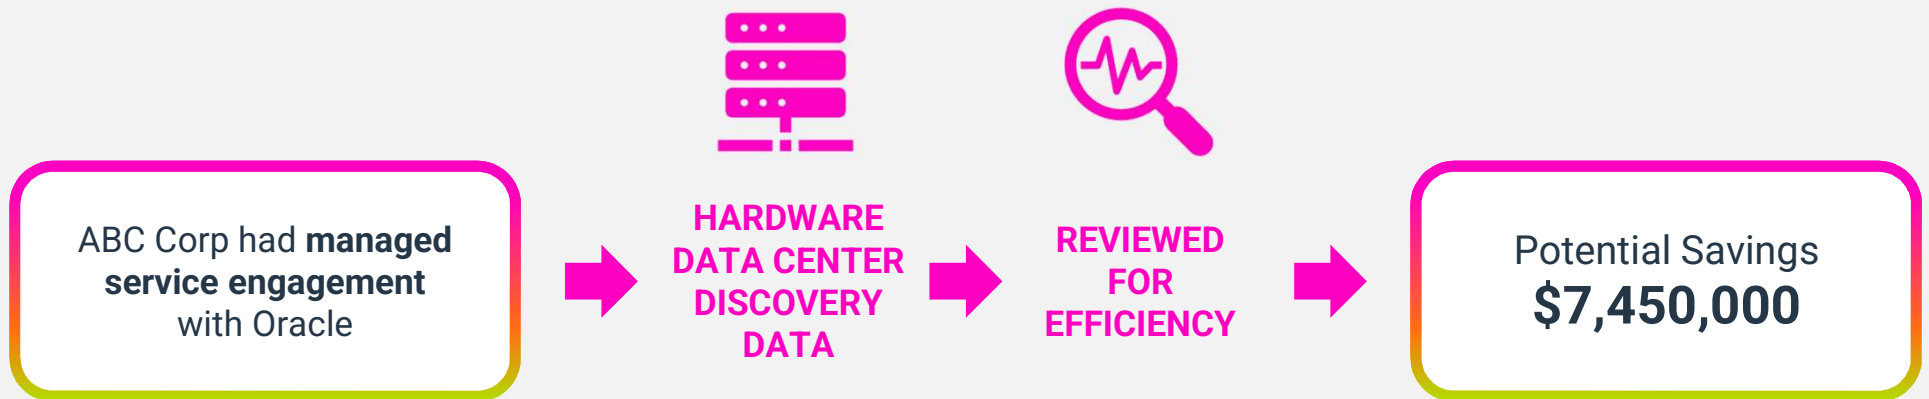 ABC Corp had managed
service engagement
with Oracle
HARDWARE
DATA CENTER
DISCOVERY
DATA
REVIEWED
FOR
EFFICIENCY
Potential Savings
$7,450,000